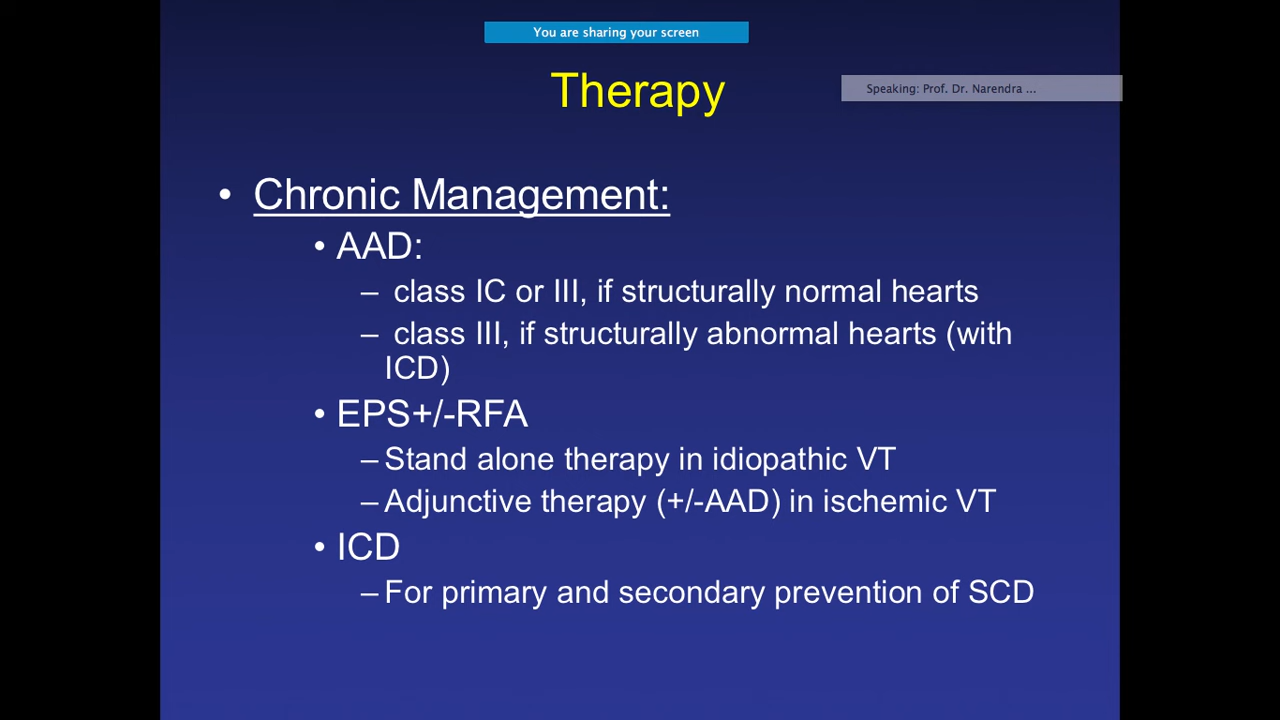 You are sharing your screen
Therapy
Speaking: Prof. Dr. Narendra ...
• Chronic Management:
• AAD:
– class IC or III, if structurally normal hearts
– class III, if structurally abnormal hearts (with
ICD)
• EPS+/-RFA
– Stand alone therapy in idiopathic VT
– Adjunctive therapy (+/-AAD) in ischemic VT
• ICD
– For primary and secondary prevention of SCD